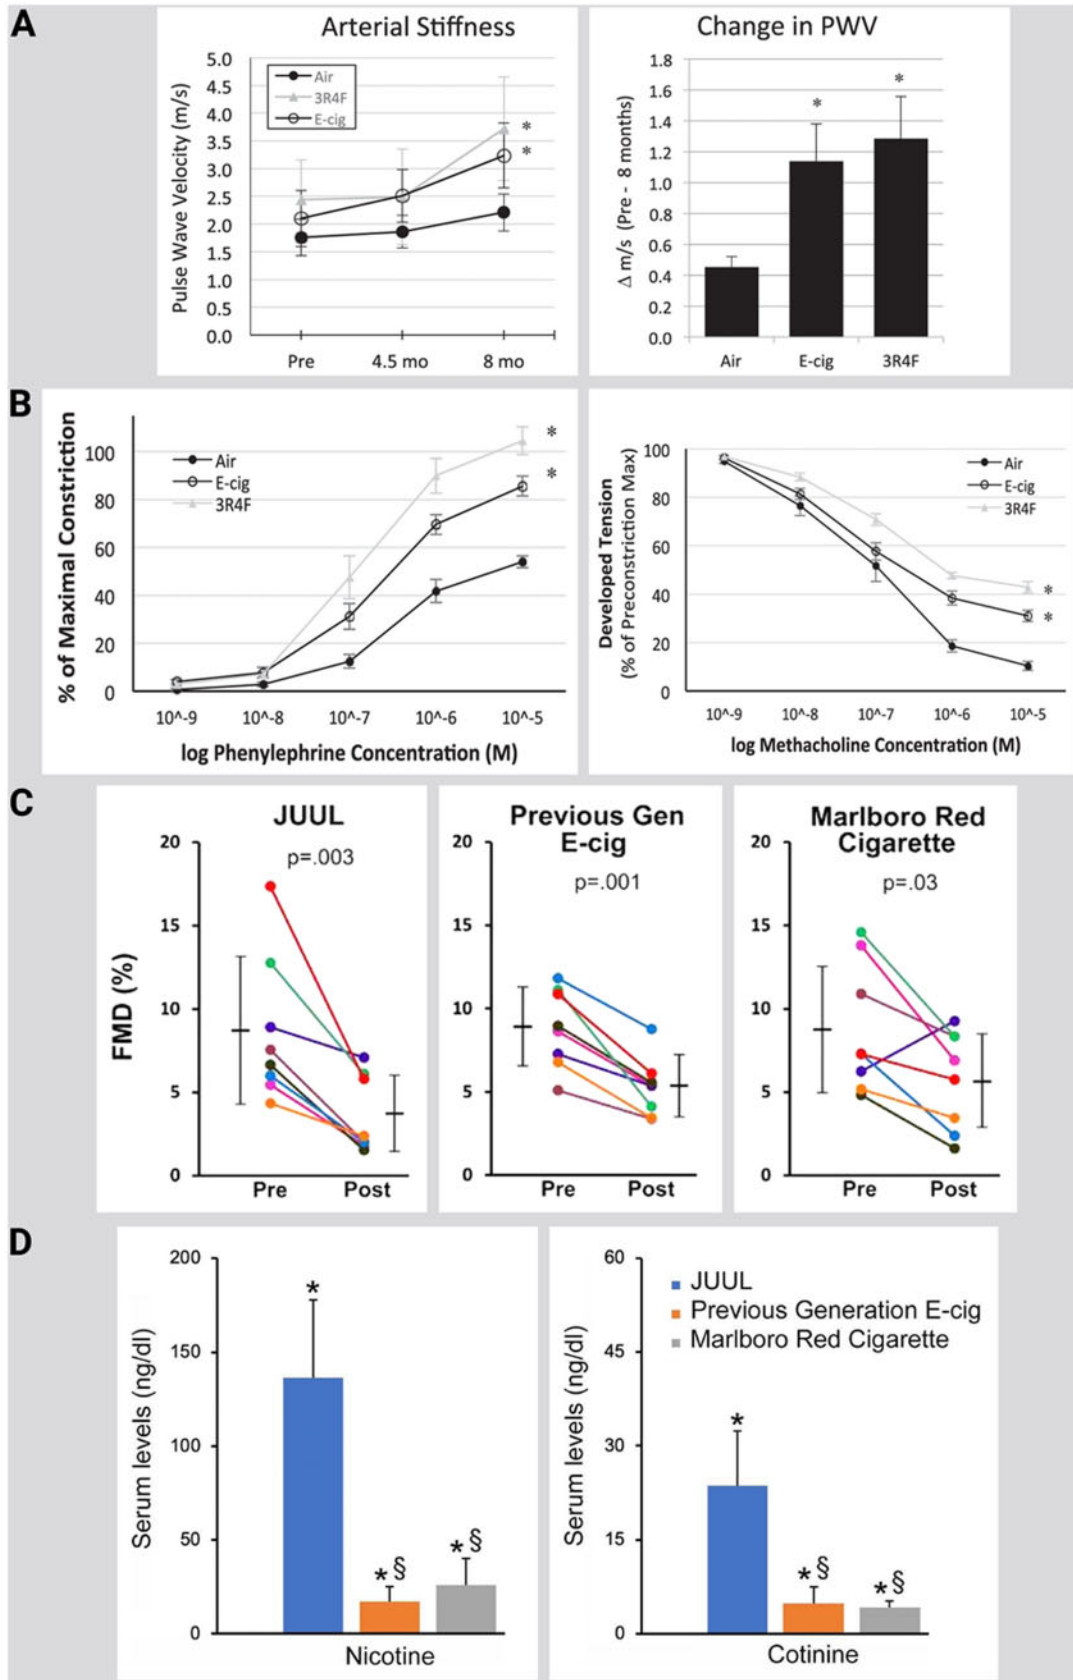 A
Arterial Stiffness
Pulse Wave Velocity (m/s)
5.0
4.5
4.0
3.5
3.0
2.5
2.0
1.5
1.0
0.5
0.0
Air
3R4F
E-cig
*
*
Pre 4.5 mo 8 mo
Change in PWV
Δ m/s (Pre - 8 months)
1.8
1.6
1.4
1.2
1.0
0.8
0.6
0.4
0.2
0.0
*
*
Air E-cig 3R4F
B
% of Maximal Constriction
100
80
60
40
20
0
Air
E-cig
3R4F
*
*
10^-9 10^-8 10^-7 10^-6 10^-5
log Phenylephrine Concentration (M)
Developed Tension
(% of Preconstriction Max)
100
80
60
40
20
0
Air
E-cig
3R4F
*
*
10^-9 10^-8 10^-7 10^-6 10^-5
log Methacholine Concentration (M)
C
FMD (%)
JUUL
p=.003
20
15
10
5
0
Pre Post
Previous Gen
E-cig
p=.001
20
15
10
5
0
Pre Post
Marlboro Red
Cigarette
p=.03
20
15
10
5
0
Pre Post
D
Serum levels (ng/dl)
200
150
100
50
0
*
*§
*§
Nicotine
Serum levels (ng/dl)
60
45
30
15
0
JUUL
Previous Generation E-cig
Marlboro Red Cigarette
*
*§
*§
Cotinine